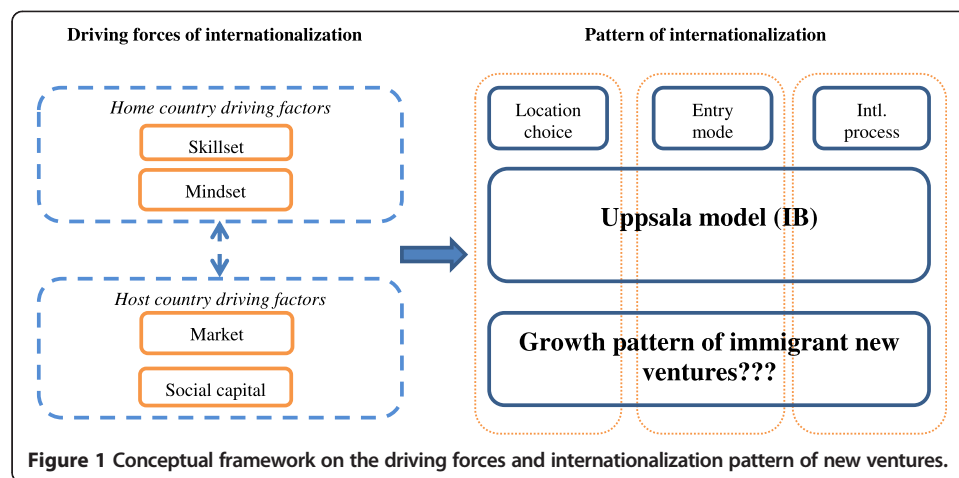 Driving forces of internationalization
Home country driving factors
Skillset
Mindset
Host country driving factors
Market
Social capital
Pattern of internationalization
Location
choice
Entry
mode
Intl.
process
Uppsala model (IB)
Growth pattern of immigrant new
ventures???
Figure 1 Conceptual framework on the driving forces and internationalization pattern of new ventures.